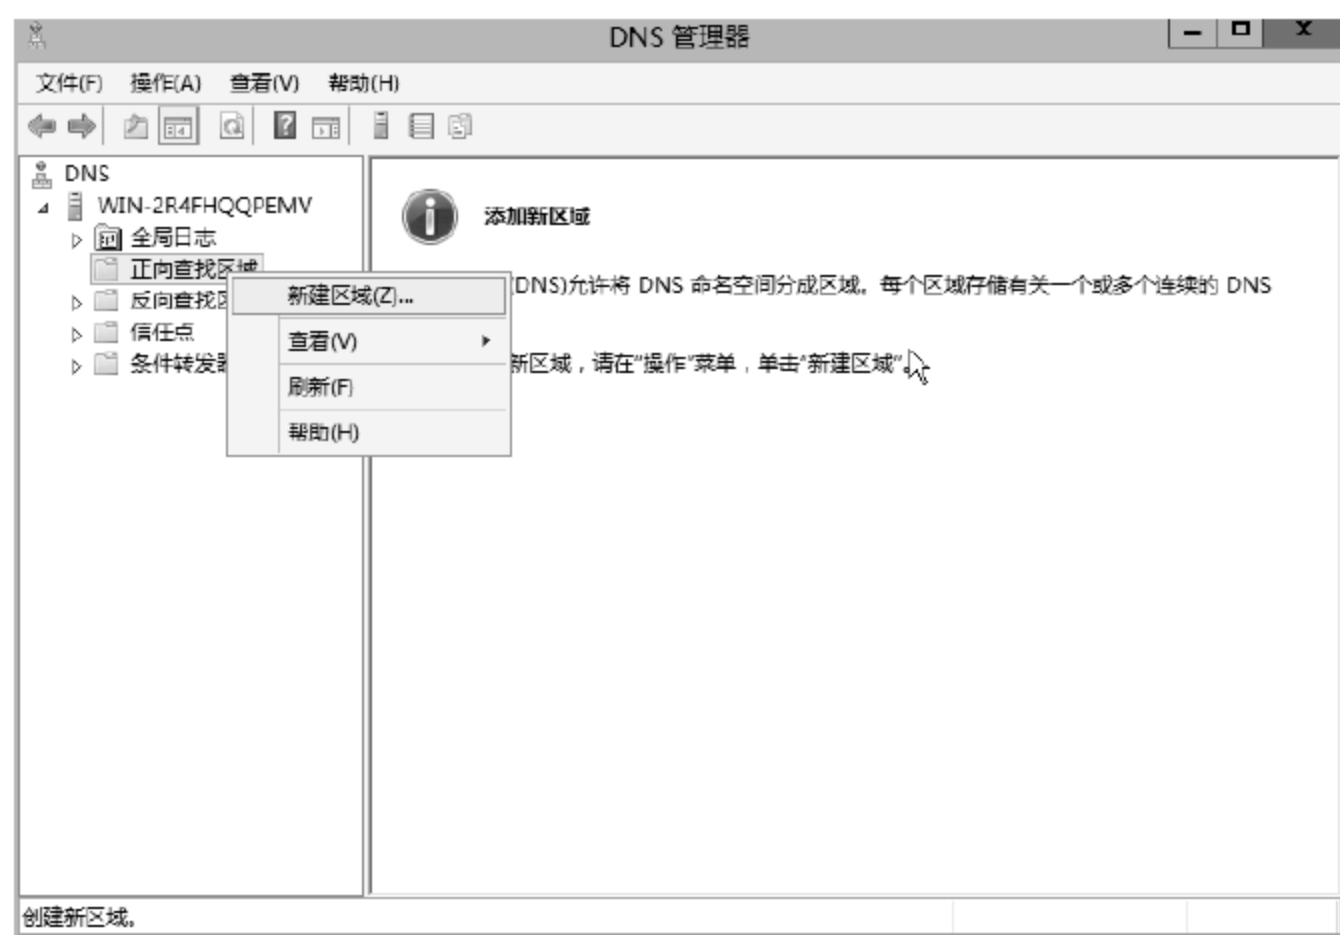 DNS 管理器
文件(F) 操作(A) 查看(V) 帮助(H)
DNS
WIN-2R4FHQQPEMV
全局日志
正向查找区域
反向查找区
信任点
条件转发器
新建区域(Z)...
查看(V)
刷新(F)
帮助(H)
添加新区域
(DNS)允许将 DNS 命名空间分成区域。每个区域存储有关一个或多个连续的 DNS
新区域，请在“操作”菜单，单击“新建区域”。
创建新区域。